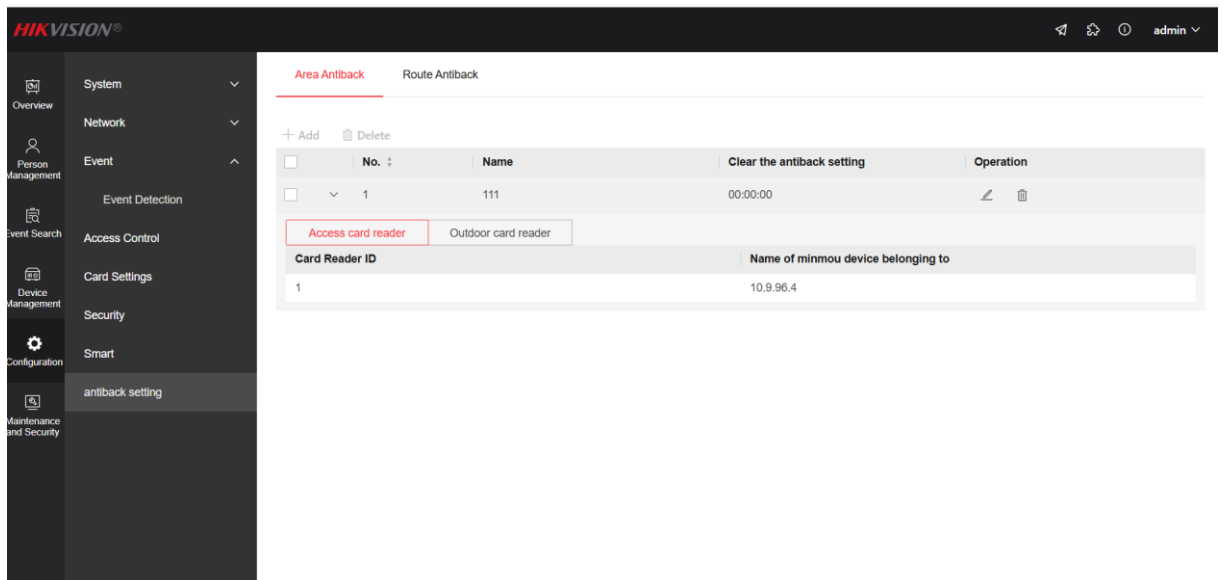 HIKVISION®
admin
Overview
Person
Management
Event Search
Device
Management
Configuration
Maintenance
and Security
System
Network
Event
Event Detection
Access Control
Card Settings
Security
Smart
antiback setting
Area Antiback Route Antiback
Add Delete
No. Name Clear the antiback setting Operation
1 111 00:00:00
Access card reader Outdoor card reader
Card Reader ID Name of minmou device belonging to
1 10.9.96.4